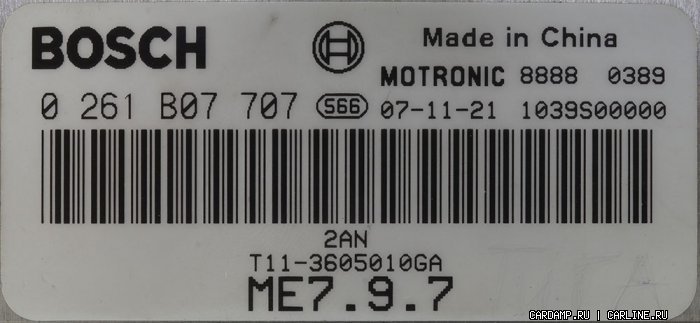 BOSCH Made in China
MOTRONIC 8888 0389
0 261 B07 707 566 07-11-21 1039S00000
2AN
T11-3605010GA
ME7.9.7
CARDAMP.RU | CARLINE.RU